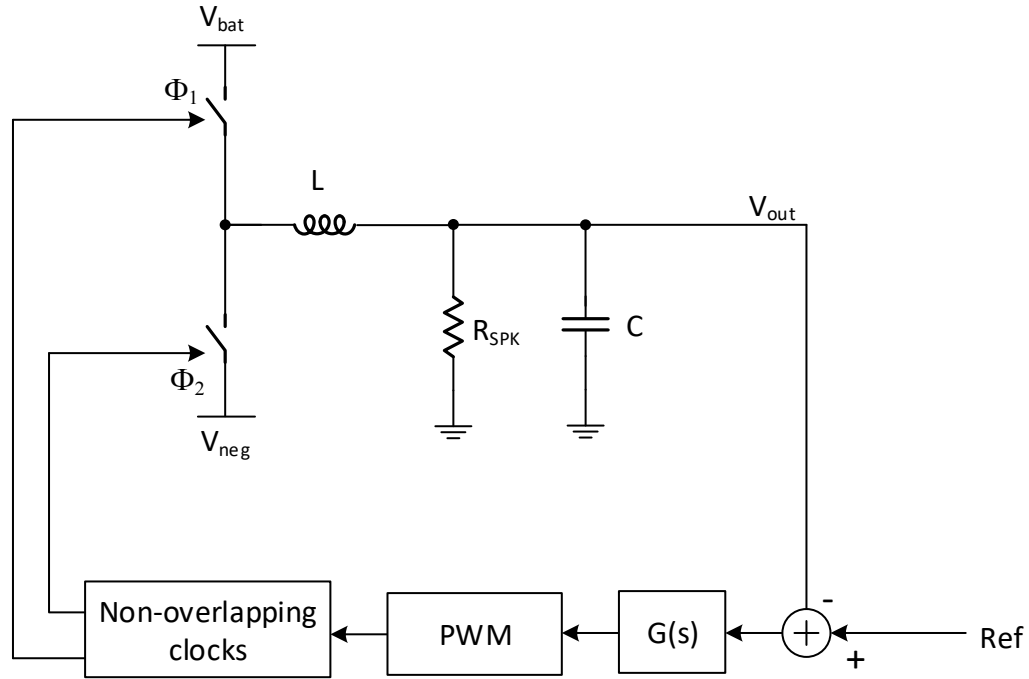 Vbat
Φ1
L
Vout
RSPK
C
Φ2
Vneg
Non-overlapping
clocks
PWM
G(s)
-
+
+
Ref